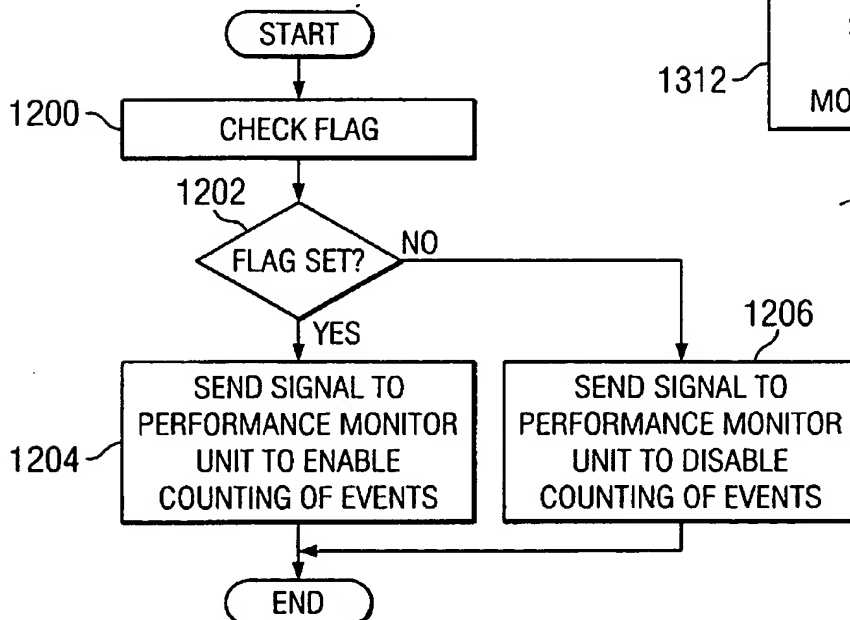 START
1200
CHECK FLAG
1202
FLAG SET?
NO
YES
1204
SEND SIGNAL TO
PERFORMANCE MONITOR
UNIT TO ENABLE
COUNTING OF EVENTS
1206
SEND SIGNAL TO
PERFORMANCE MONITOR
UNIT TO DISABLE
COUNTING OF EVENTS
END
1312